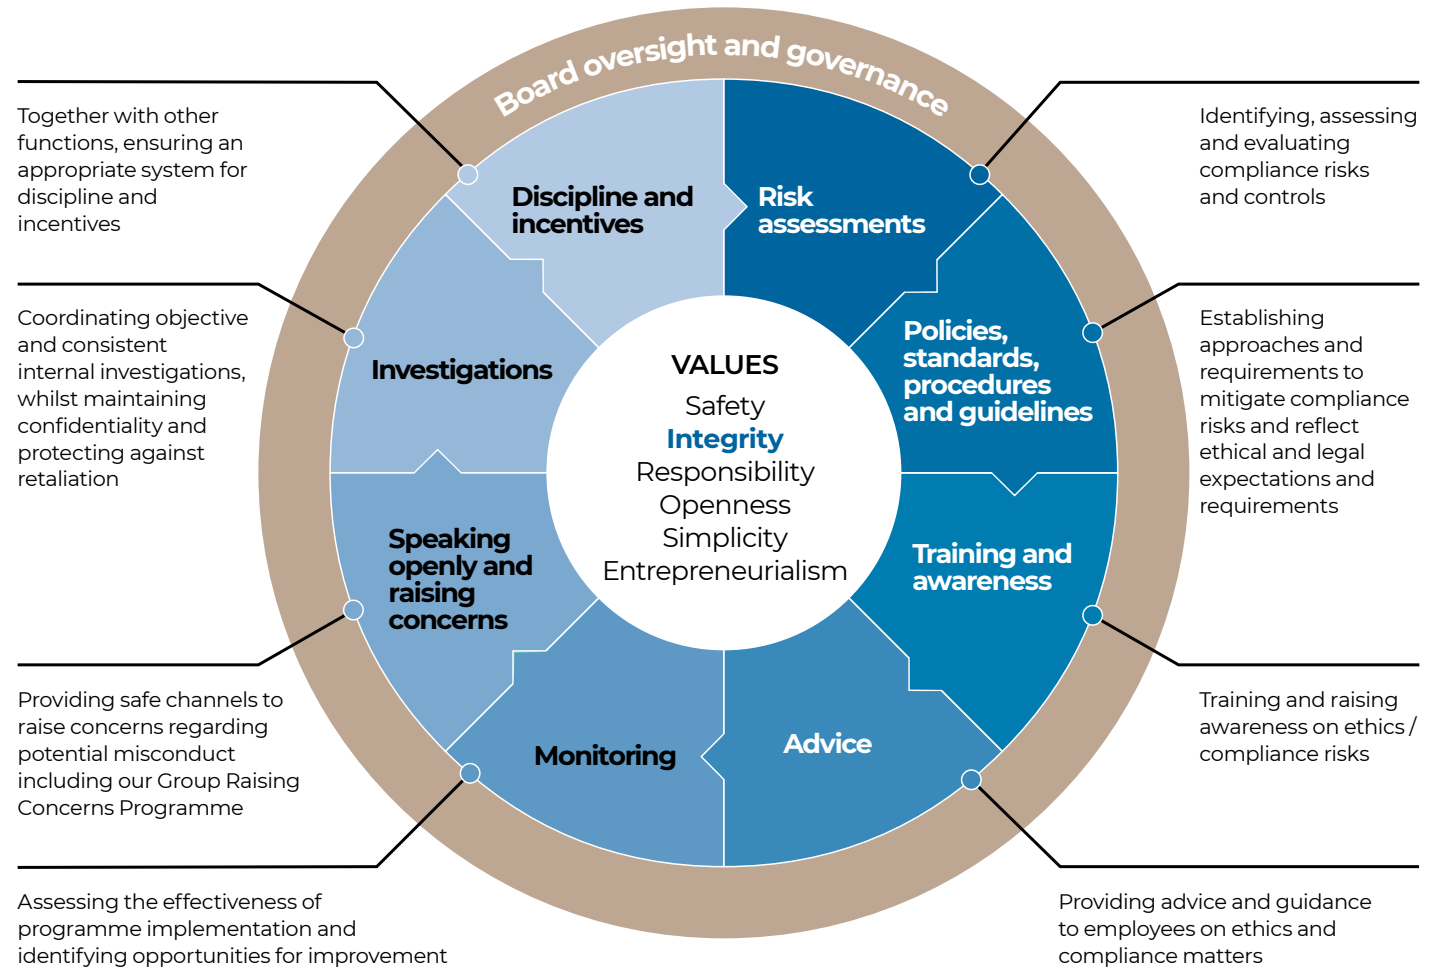 Board oversight and governance
Together with other
functions, ensuring an
appropriate system for
discipline and
incentives
Coordinating objective
and consistent
internal investigations,
whilst maintaining
confidentiality and
protecting against
retaliation
Providing safe channels to
raise concerns regarding
potential misconduct
including our Group Raising
Concerns Programme
Assessing the effectiveness of
programme implementation and
identifying opportunities for improvement
Discipline and
incentives
Risk
assessments
Investigations
Policies,
standards,
procedures
and guidelines
Speaking
openly and
raising
concerns
Training and
awareness
Monitoring
Advice
VALUES
Safety
Integrity
Responsibility
Openness
Simplicity
Entrepreneurialism
Identifying, assessing
and evaluating
compliance risks
and controls
Establishing
approaches and
requirements to
mitigate compliance
risks and reflect
ethical and legal
expectations and
requirements
Training and raising
awareness on ethics /
compliance risks
Providing advice and guidance
to employees on ethics and
compliance matters